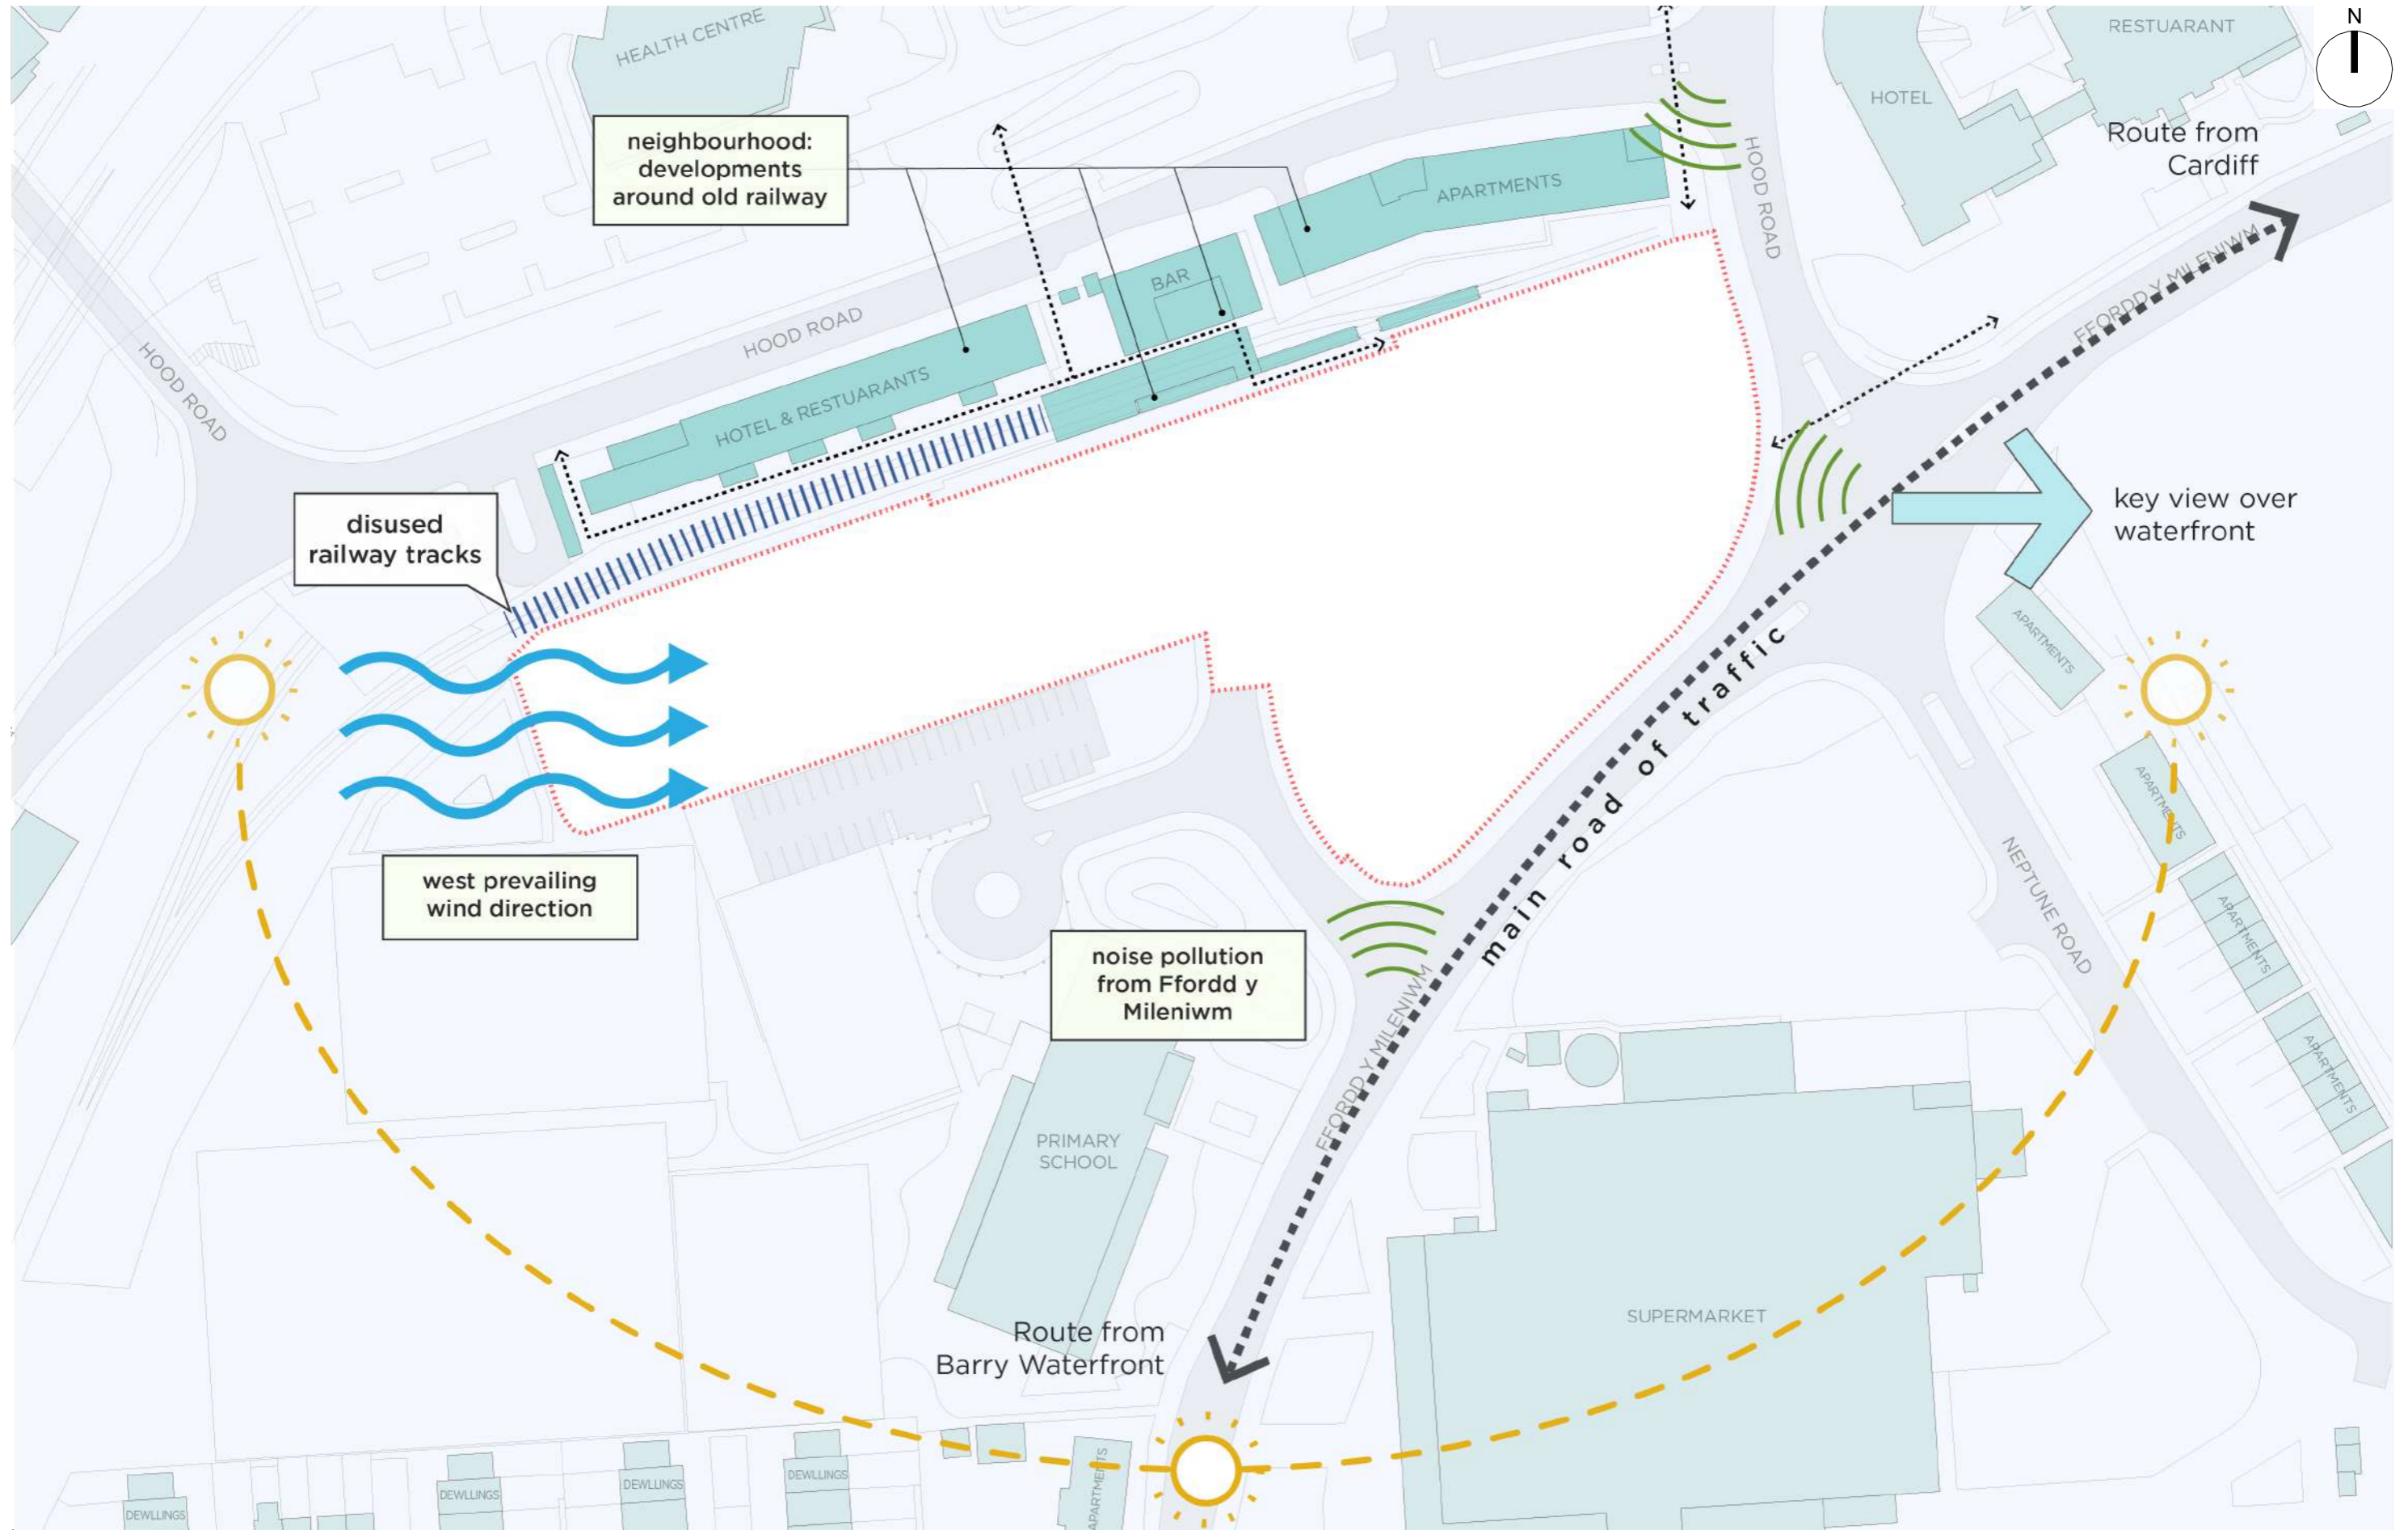 HEALTH CENTRE
RESTUARANT
N
HOTEL
Route from
Cardiff
neighbourhood:
developments
around old railway
APARTMENTS
HOOD ROAD
BAR
FFORDD Y MILENIWM
HOOD ROAD
HOOD ROAD
HOTEL & RESTUARANTS
disused
railway tracks
key view over
waterfront
APARTMENTS
main road of traffic
APARTMENTS
west prevailing
wind direction
NEPTUNE ROAD
APARTMENTS
noise pollution
from Ffordd y
Mileniwm
FFORDD Y MILENIWM
APARTMENTS
PRIMARY
SCHOOL
SUPERMARKET
Route from
Barry Waterfront
DEWLLINGS
DEWLLINGS
DEWLLINGS
DEWLLINGS
APARTMENTS